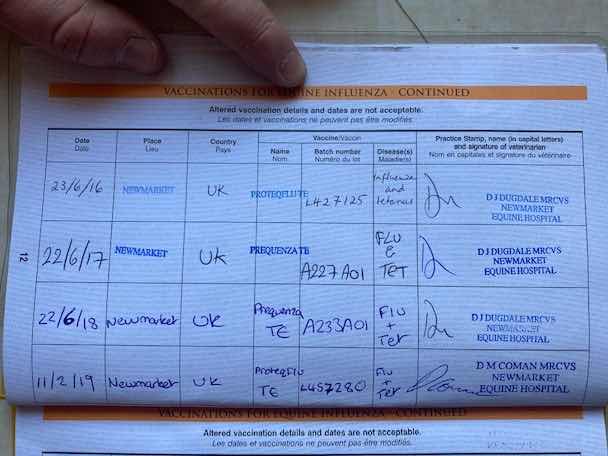 VACCINATIONS FOR EQUINE INFLUENZA - CONTINUED
Altered vaccination details and dates are not acceptable.
Les dates et vaccinations ne peuvent pas être modifiés.
Date
Date
Place
Lieu
Country
Pays
Vaccine/Vaccin
Name
Nom
Batch number
Numéro du lot
Disease(s)
Maladie(s)
Practice Stamp, name (in capital letters)
and signature of veterinarian
Nom en capitales et signature du vétérinaire
23/6/16 NEWMARKET UK PROTEQFLU TE L427125
Influenza
and
tetanus
D J DUGDALE MRCVS
NEWMARKET
EQUINE HOSPITAL
22/6/17 NEWMARKET UK PREQUENZA TE A227A01
FLU
&
TET
D J DUGDALE MRCVS
NEWMARKET
EQUINE HOSPITAL
12
22/6/18 Newmarket UK Prequenza
TE A233A01
Flu
+
Tet
D J DUGDALE MRCVS
NEWMARKET
EQUINE HOSPITAL
11/2/19 Newmarket UK Proteqflu
TE L457280
Flu
+
Tet
D M COMAN MRCVS
NEWMARKET
EQUINE HOSPITAL
VACCINATIONS FOR EQUINE INFLUENZA - CONTINUED
Altered vaccination details and dates are not acceptable.
Les dates et vaccinations ne peuvent pas être modifiés.